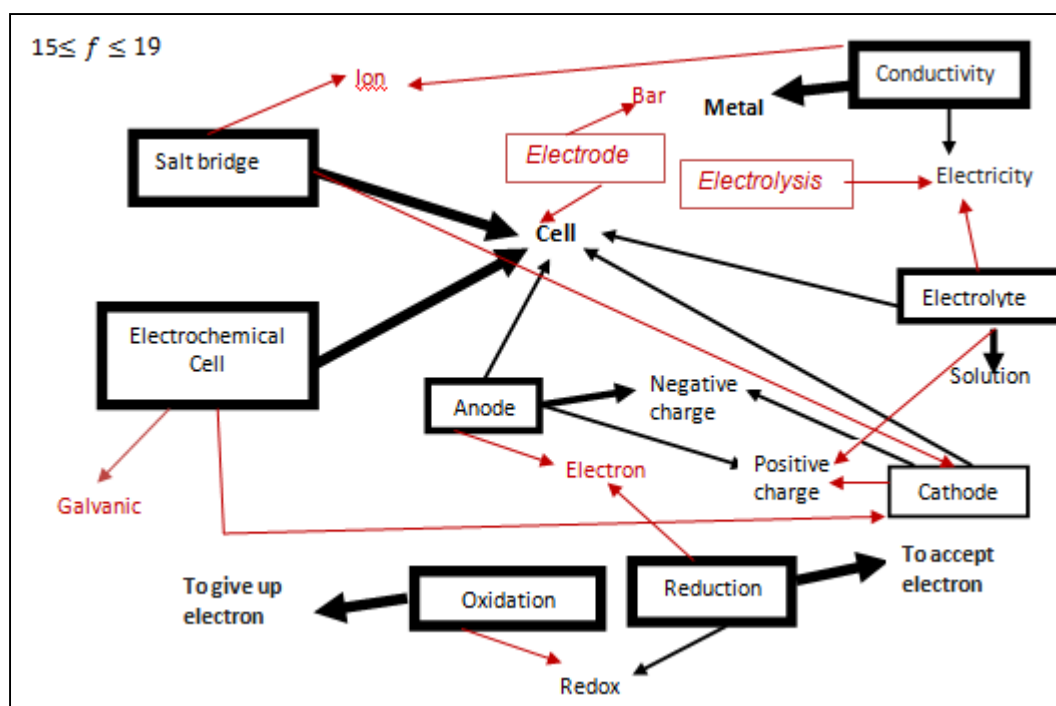 15≤ f ≤ 19
Ion
Conductivity
Bar
Metal
Salt bridge
Electrode
Electrolysis
Electricity
Cell
Electrolyte
Electrochemical
Cell
Solution
Negative
charge
Anode
Positive
charge
Electron
Cathode
Galvanic
To accept
electron
To give up
electron
Oxidation
Reduction
Redox